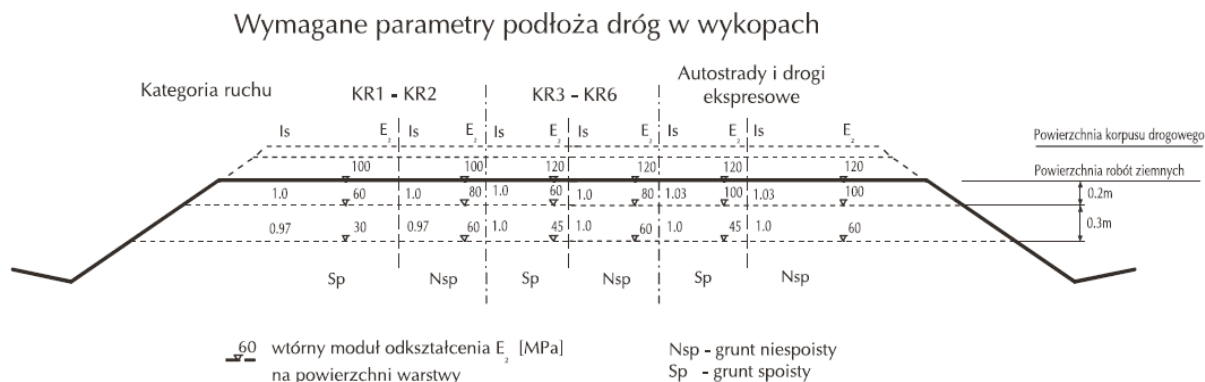 Wymagane parametry podłoża dróg w wykopach
Kategoria ruchu
KR1 - KR2
KR3 - KR6
Autostrady i drogi
ekspresowe
Is E₂ Is E₂ Is E₂ Is E₂ Is E₂ Is E₂
Powierzchnia korpusu drogowego
100 100 120 120 120 120
Powierzchnia robót ziemnych
1.0 60 1.0 80 1.0 60 1.0 80 1.03 100 1.03 100
0.2m
0.97 30 0.97 60 1.0 45 1.0 60 1.0 45 1.0 60
0.3m
Sp Nsp Sp Nsp Sp Nsp
60 wtórny moduł odkształcenia E₂ [MPa]
na powierzchni warstwy
Nsp - grunt niespoisty
Sp - grunt spoisty